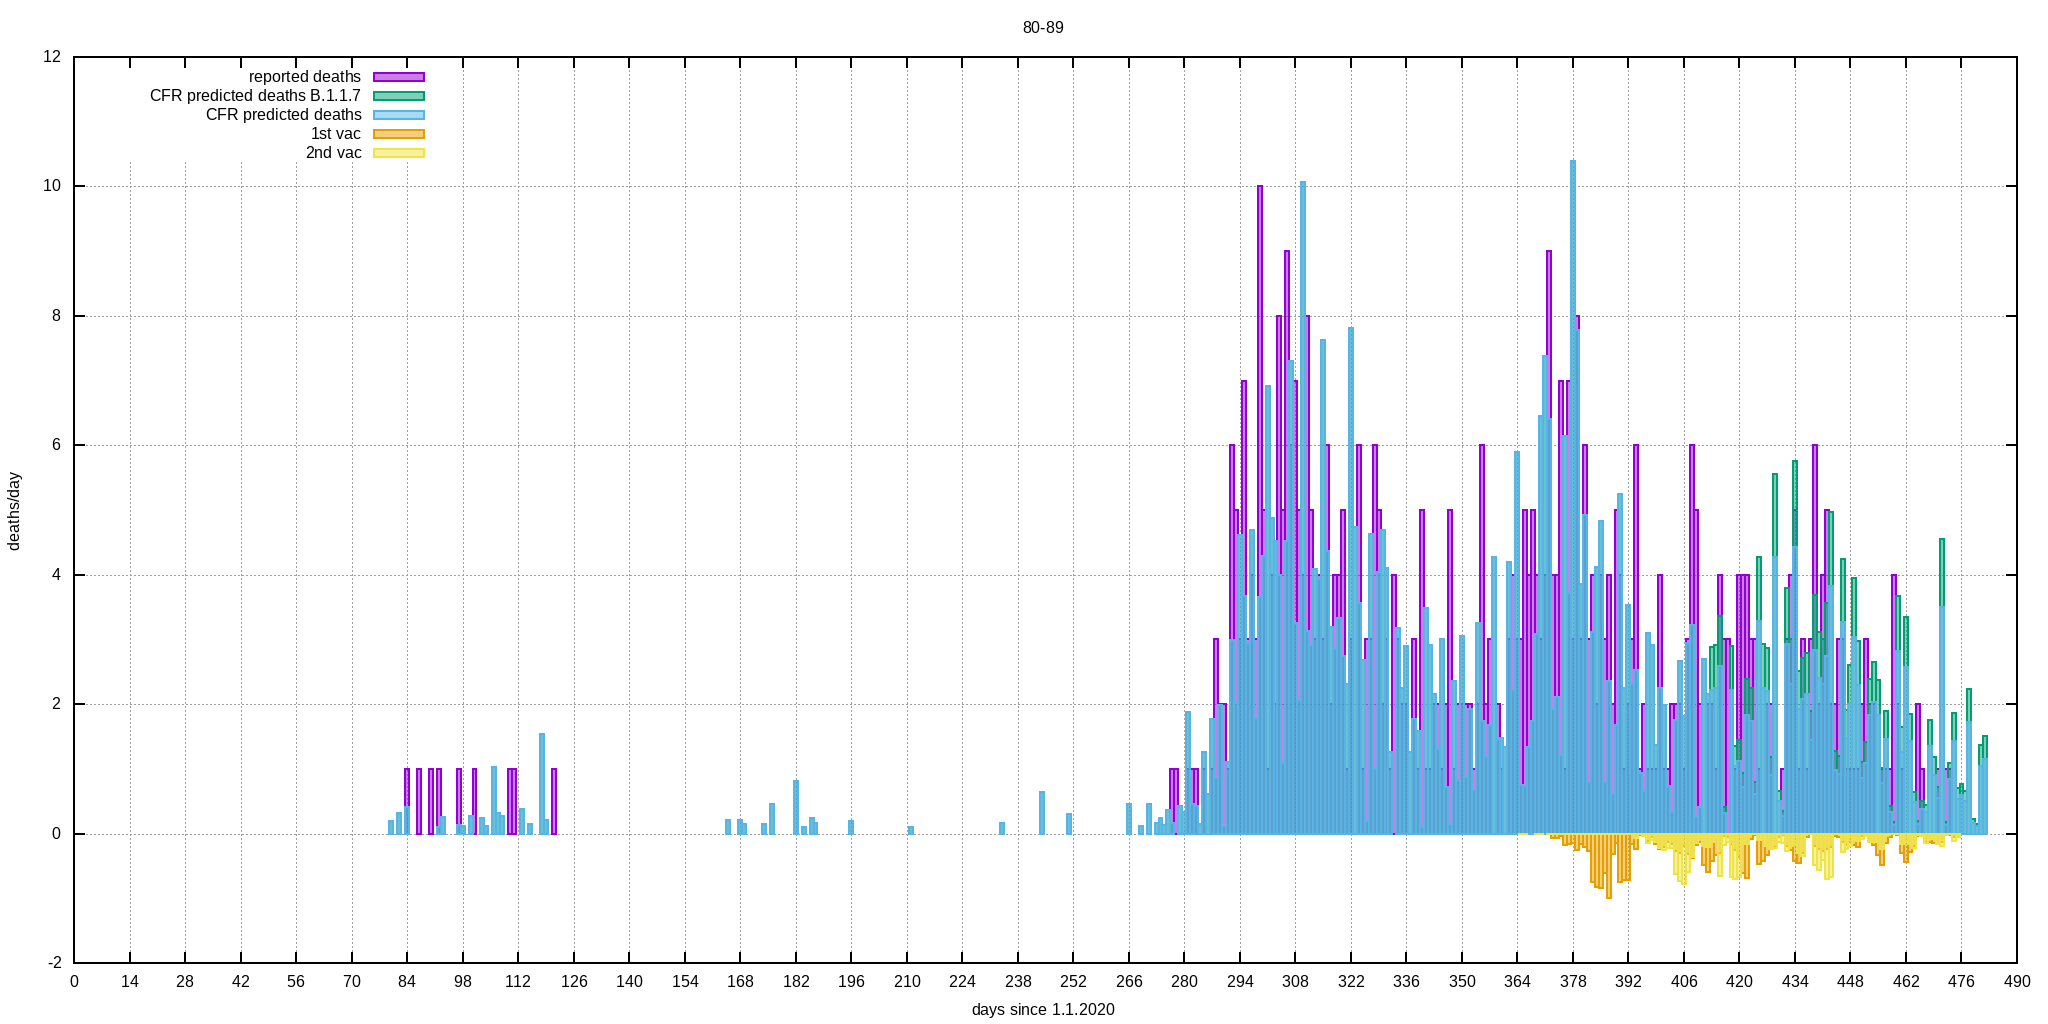 80-89
12
reported deaths
CFR predicted deaths B.1.1.7
CFR predicted deaths
1st vac
2nd vac
10
8
6
4
2
0
-2
deaths/day
0 14 28 42 56 70 84 98 112 126 140 154 168 182 196 210 224 238 252 266 280 294 308 322 336 350 364 378 392 406 420 434 448 462 476 490
days since 1.1.2020